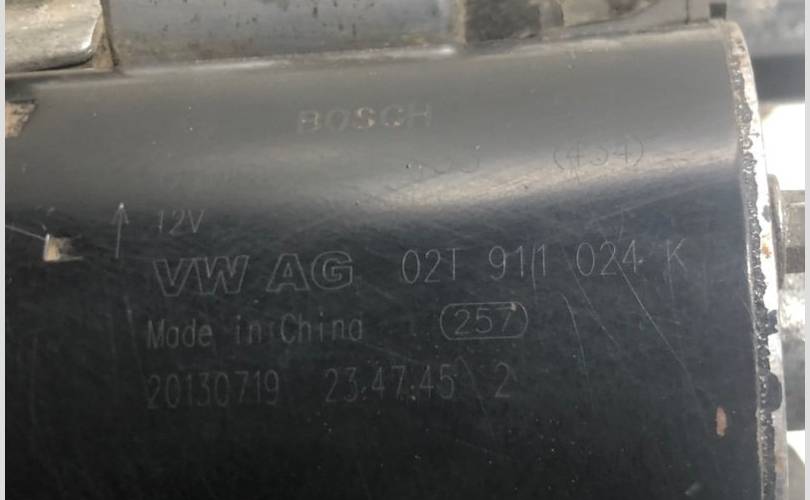 BOSCH
(434)
12V
VW AG 02T 911 024 K
Made in China 257
20130719 23:47:45 2